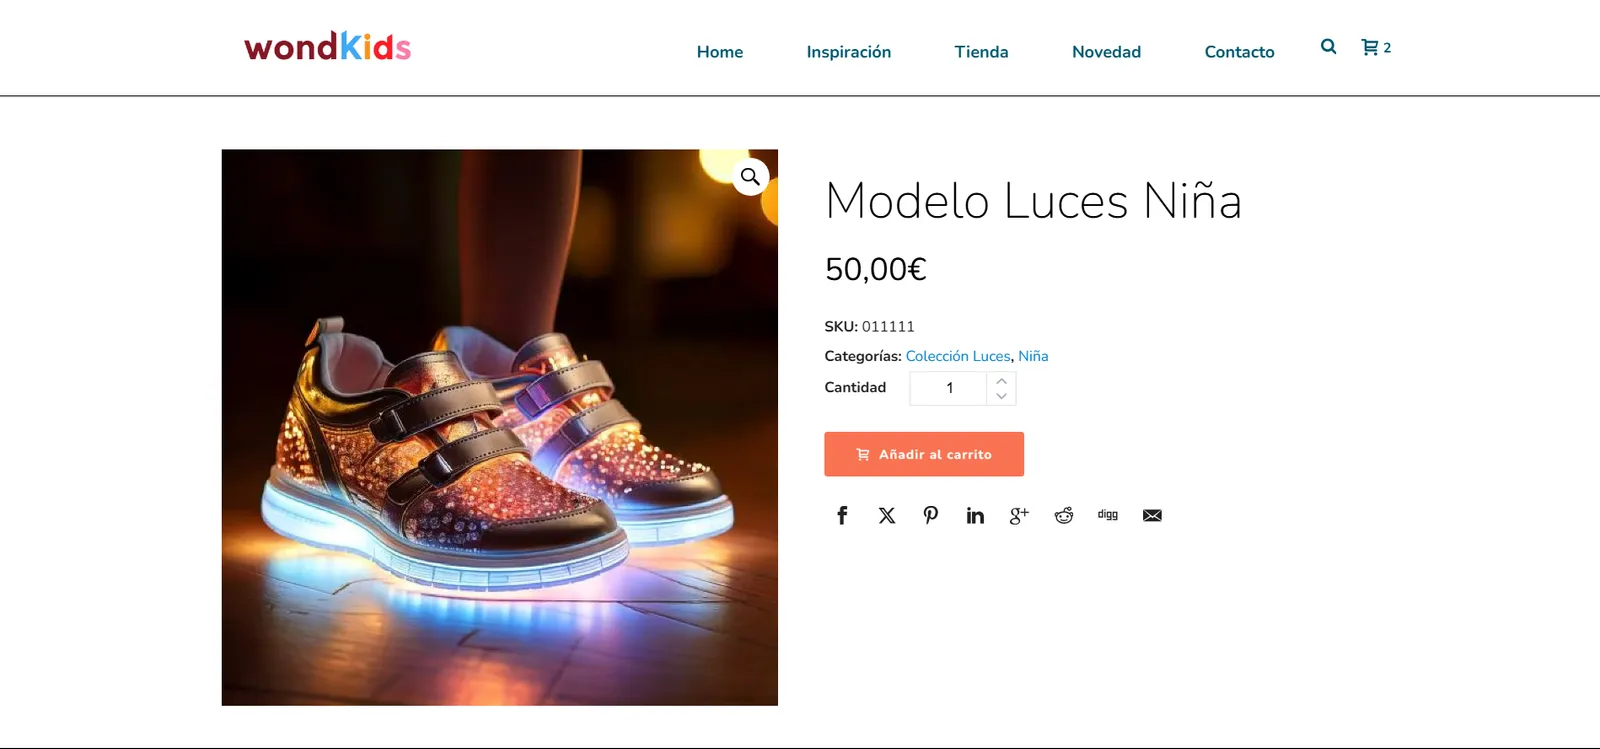 wondkids
Home Inspiración Tienda Novedad Contacto 2
Modelo Luces Niña
50,00€
SKU: 011111
Categorías: Colección Luces, Niña
Cantidad 1
Añadir al carrito
digg